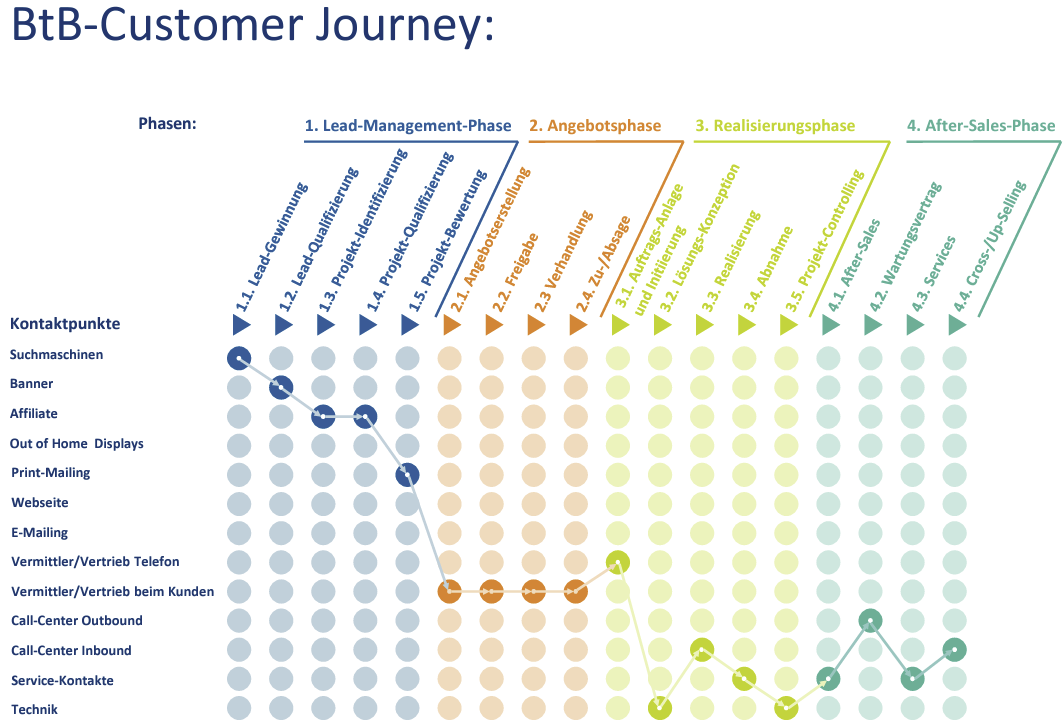 BtB-Customer Journey:
Phasen:
1. Lead-Management-Phase
2. Angebotsphase
3. Realisierungsphase
4. After-Sales-Phase
1.1. Lead-Gewinnung
1.2. Lead-Qualifizierung
1.3. Projekt-Identifizierung
1.4. Projekt-Qualifizierung
1.5. Projekt-Bewertung
2.1. Angebotserstellung
2.2. Freigabe
2.3 Verhandlung
2.4. Zu-/Absage
3.1. Auftrags-Anlage
und Initiierung
3.2. Lösungs-Konzeption
3.3. Realisierung
3.4. Abnahme
3.5. Projekt-Controlling
4.1. After-Sales
4.2. Wartungsvertrag
4.3. Services
4.4. Cross-/Up-Selling
Kontaktpunkte
Suchmaschinen
Banner
Affiliate
Out of Home Displays
Print-Mailing
Webseite
E-Mailing
Vermittler/Vertrieb Telefon
Vermittler/Vertrieb beim Kunden
Call-Center Outbound
Call-Center Inbound
Service-Kontakte
Technik